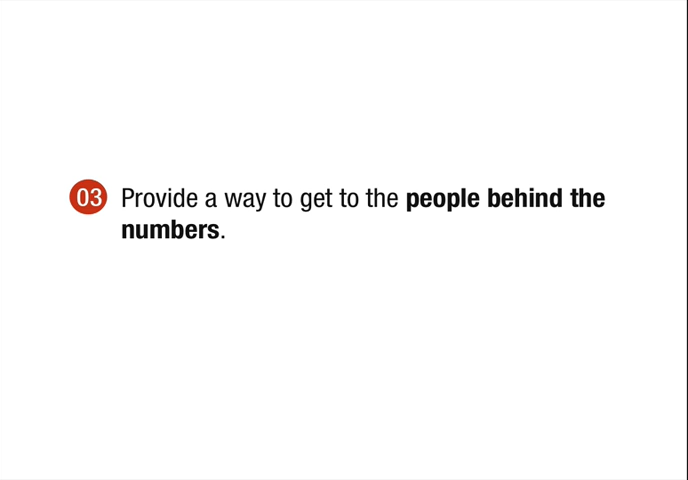 03 Provide a way to get to the people behind the
numbers.